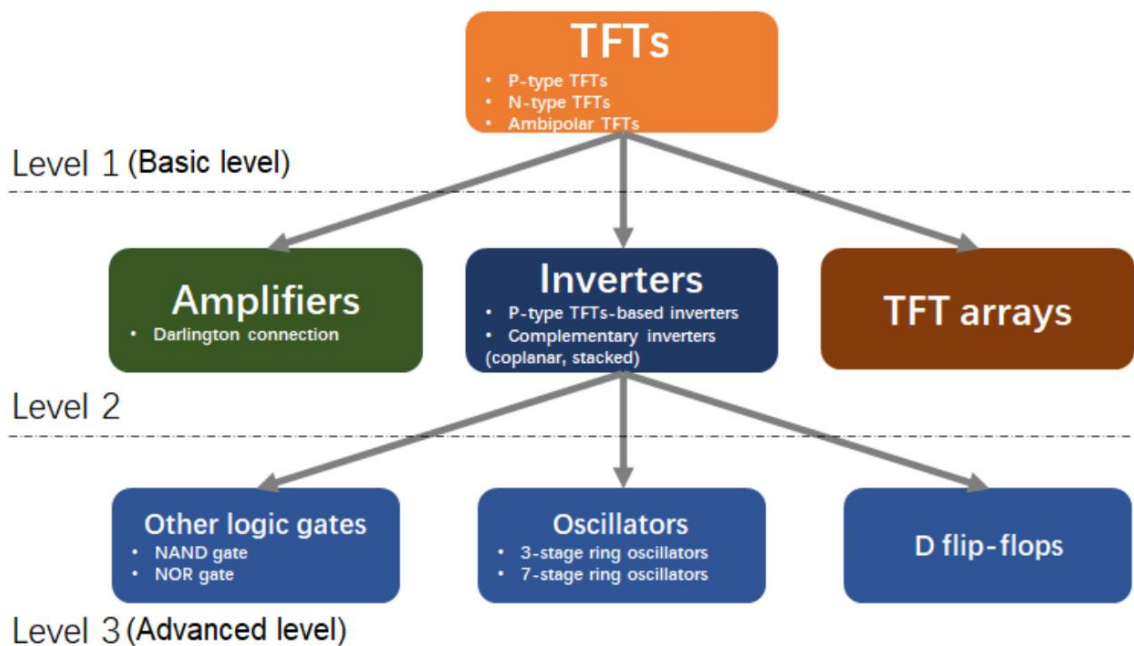 TFTs
• P-type TFTs
• N-type TFTs
• Ambipolar TFTs
Level 1 (Basic level)
Amplifiers
• Darlington connection
Inverters
• P-type TFTs-based inverters
• Complementary inverters
(coplanar, stacked)
TFT arrays
Level 2
Other logic gates
• NAND gate
• NOR gate
Oscillators
• 3-stage ring oscillators
• 7-stage ring oscillators
D flip-flops
Level 3 (Advanced level)